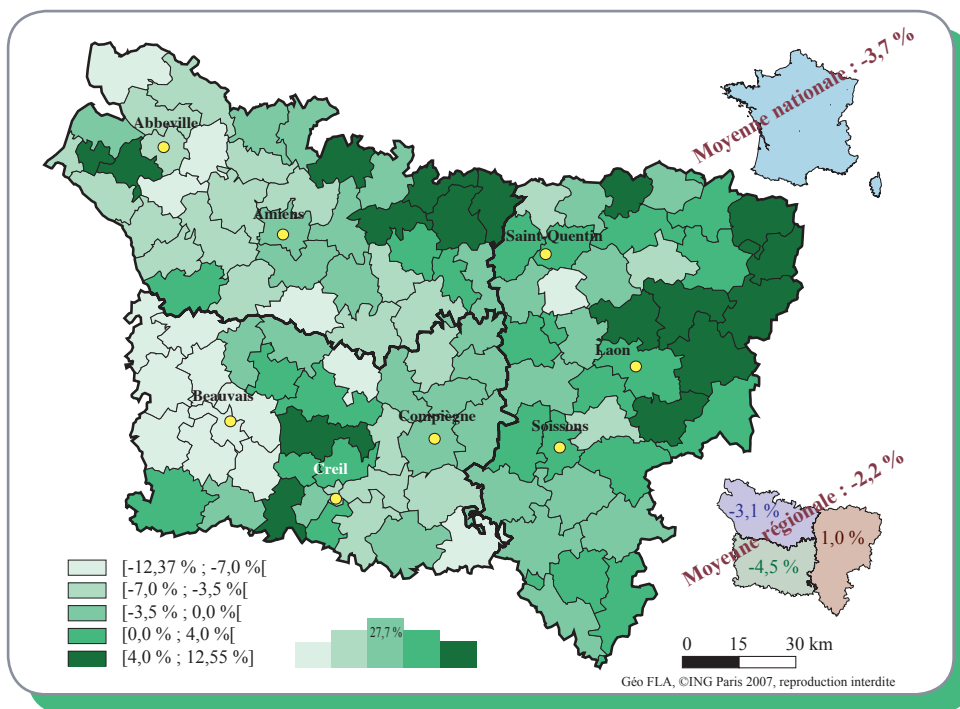 Moyenne nationale : -3,7 %
Abbeville
Amiens
Saint-Quentin
Laon
Beauvais
Compiègne
Soissons
Creil
Moyenne régionale : -2,2 %
-3,1 %
1,0 %
-4,5 %
[-12,37 % ; -7,0 %[
[-7,0 % ; -3,5 %[
[-3,5 % ; 0,0 %[
[0,0 % ; 4,0 %[
[4,0 % ; 12,55 %]
27,7 %
0 15 30 km
Géo FLA, ©ING Paris 2007, reproduction interdite